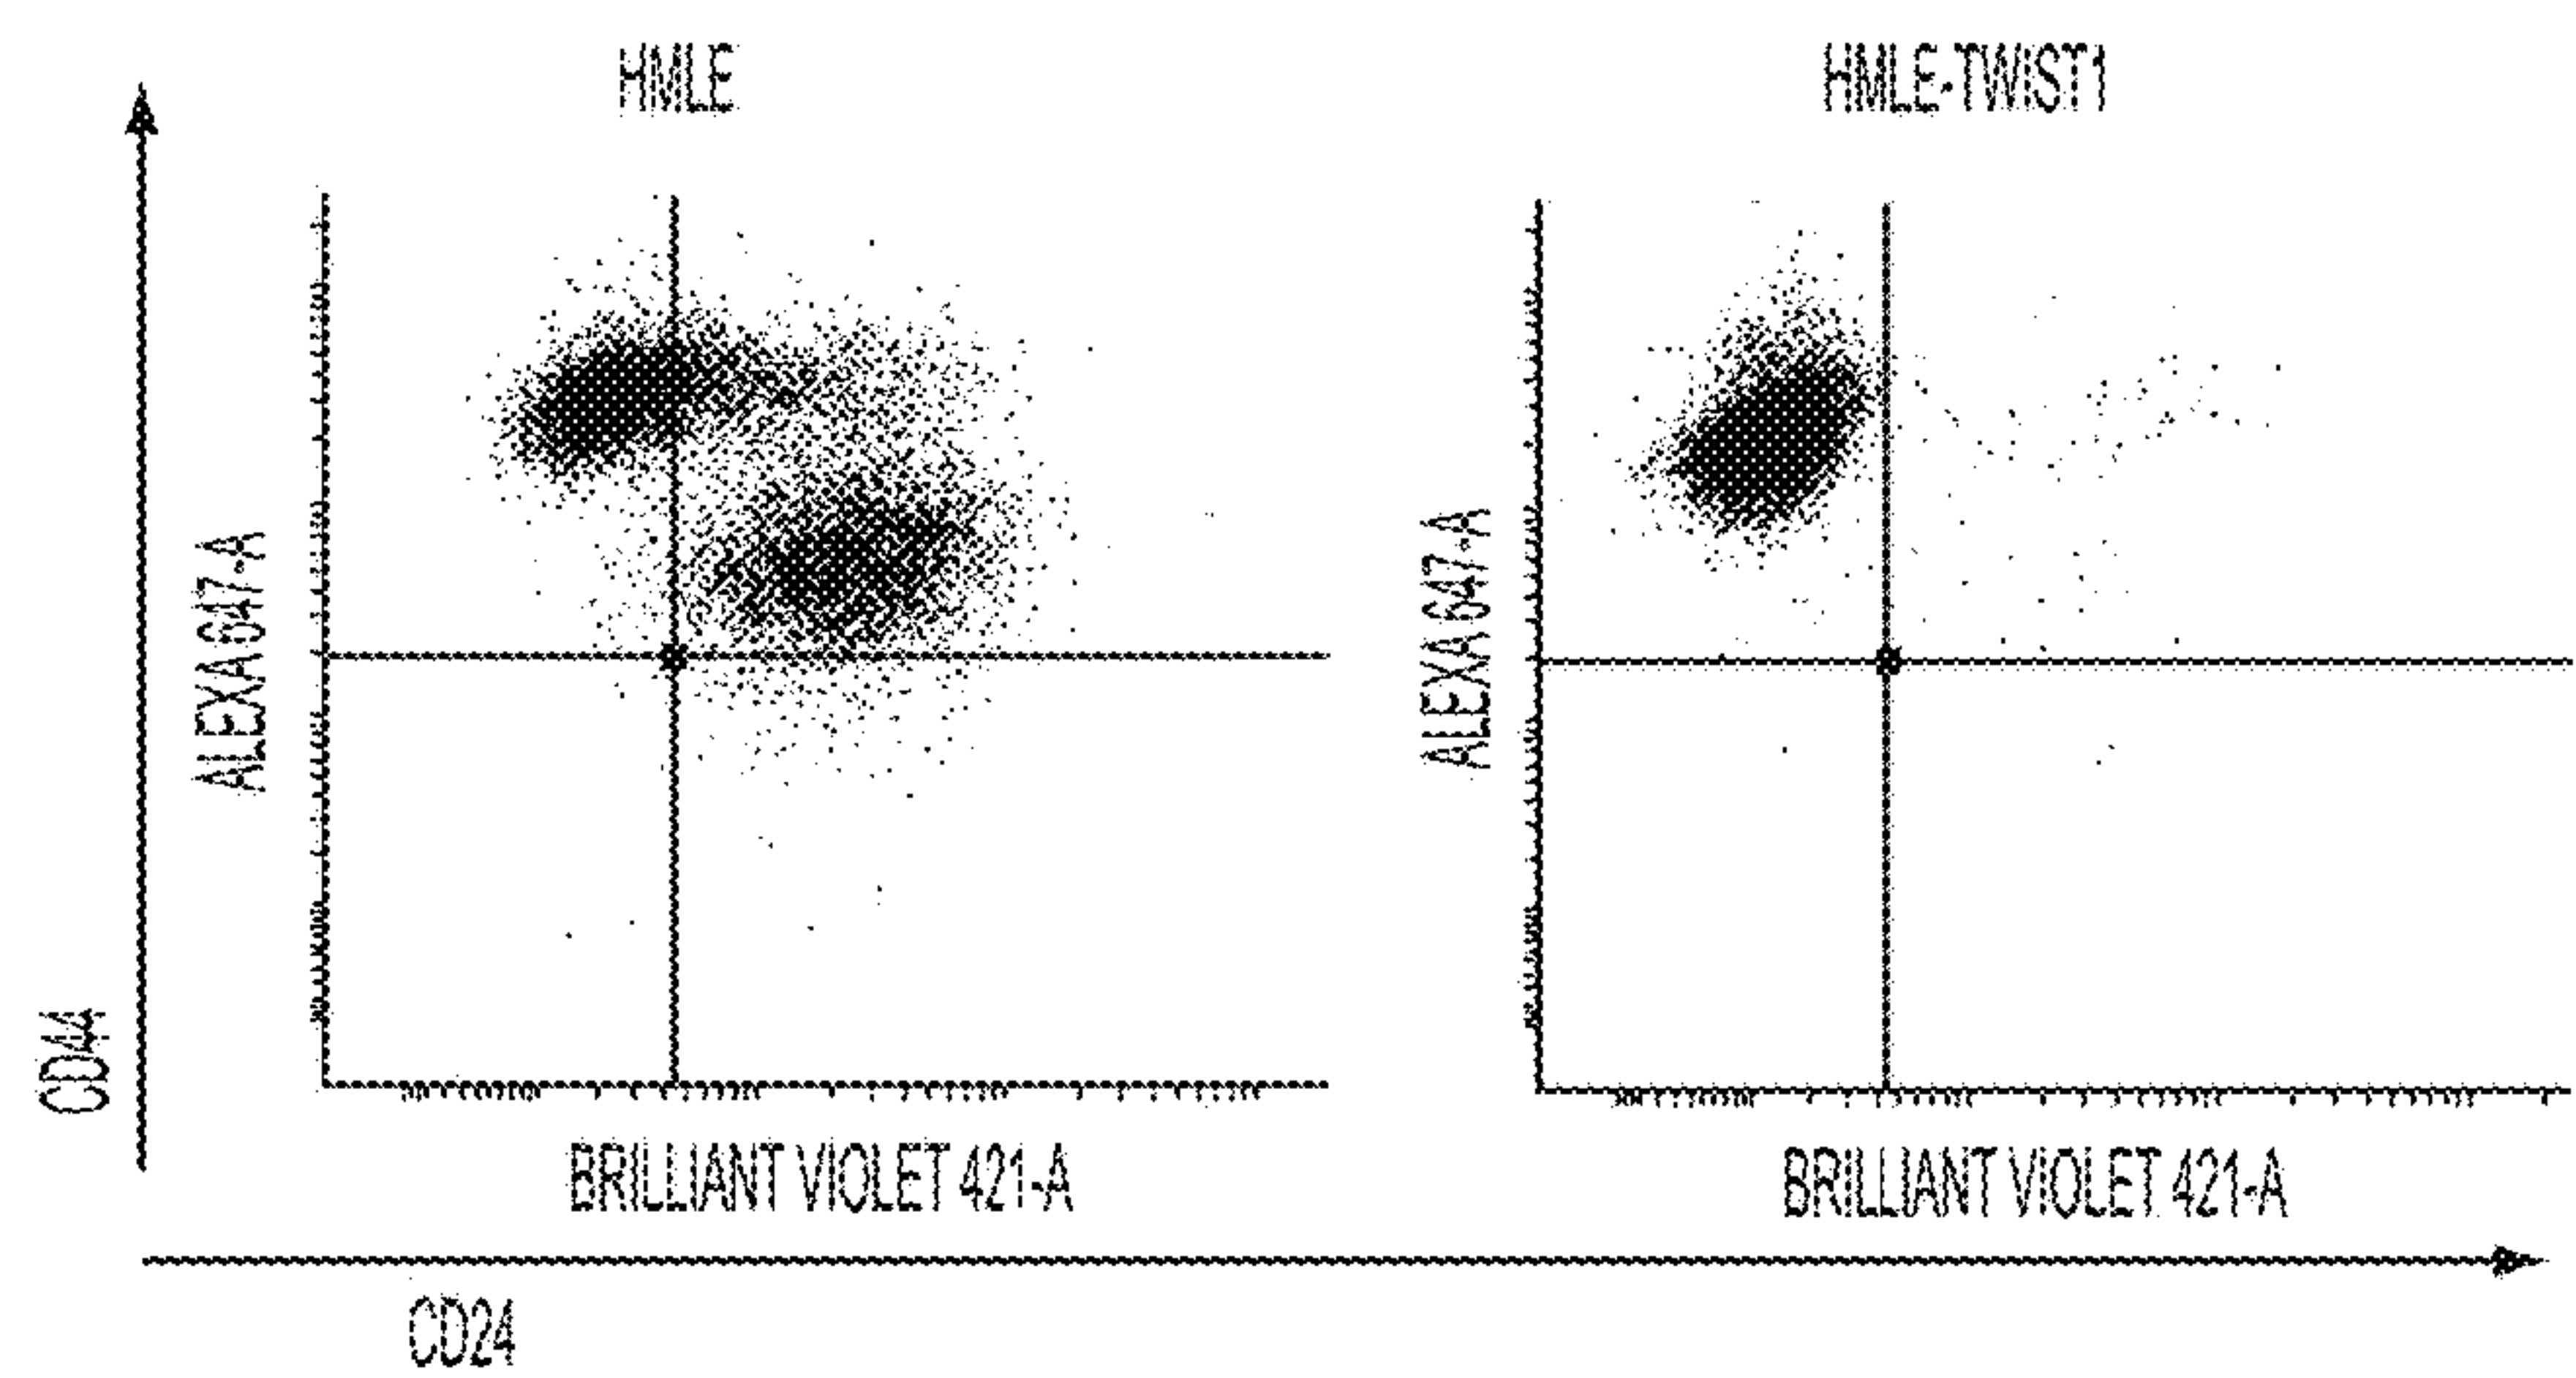 HMLE
HMLE-TWIST1
ALEXA 647-A
ALEXA 647-A
CD44
BRILLIANT VIOLET 421-A
BRILLIANT VIOLET 421-A
CD24